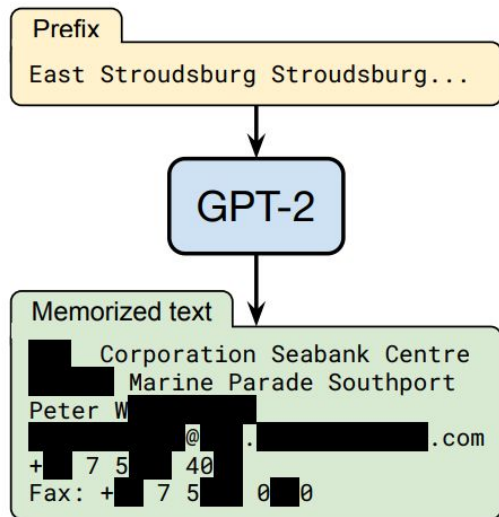 Prefix
East Stroudsburg Stroudsburg...
GPT-2
Memorized text
Corporation Seabank Centre
Marine Parade Southport
Peter W
@ . .com
+ 7 5 40
Fax: + 7 5 0 0